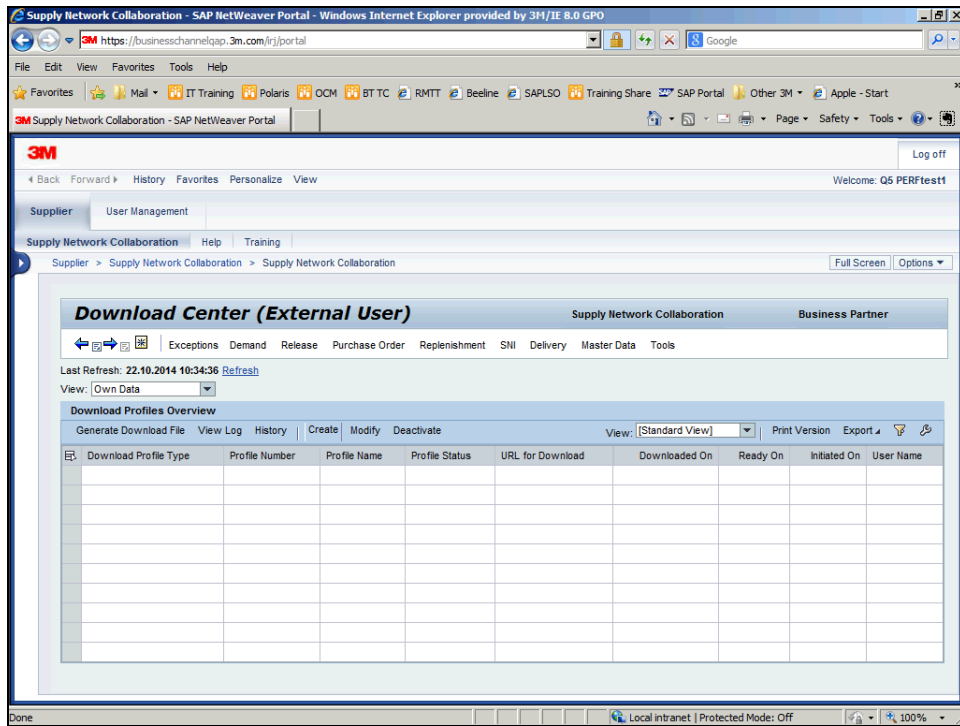 Supply Network Collaboration - SAP NetWeaver Portal - Windows Internet Explorer provided by 3M/IE 8.0 GPO
3M https://businesschannelqap.3m.com/irj/portal
Google
File Edit View Favorites Tools Help
Favorites Mail IT Training Polaris OCM BT TC RMTT Beeline SAPLSO Training Share SAP Portal Other 3M Apple - Start »
3M Supply Network Collaboration - SAP NetWeaver Portal
Page Safety Tools
3M
Log off
Back Forward History Favorites Personalize View
Welcome: Q5 PERFtest1
Supplier User Management
Supply Network Collaboration Help Training
Supplier > Supply Network Collaboration > Supply Network Collaboration
Full Screen Options
Download Center (External User) Supply Network Collaboration Business Partner
Exceptions Demand Release Purchase Order Replenishment SNI Delivery Master Data Tools
Last Refresh: 22.10.2014 10:34:36 Refresh
View: Own Data
Download Profiles Overview
Generate Download File View Log History | Create Modify Deactivate View: [Standard View] Print Version Export
Download Profile Type Profile Number Profile Name Profile Status URL for Download Downloaded On Ready On Initiated On User Name
Done
Local intranet | Protected Mode: Off
100%